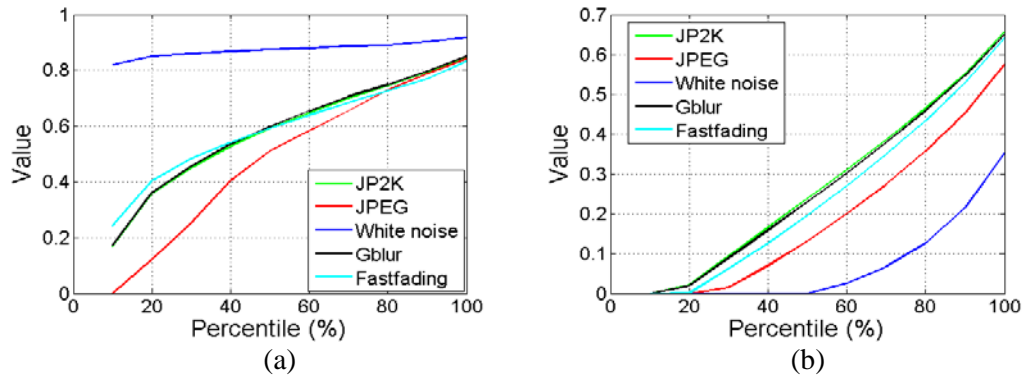 1
0.8
0.6
0.4
0.2
0
Value
0 20 40 60 80 100
Percentile (%)
JP2K
JPEG
White noise
Gblur
Fastfading
(a)
0.7
0.6
0.5
0.4
0.3
0.2
0.1
0
Value
0 20 40 60 80 100
Percentile (%)
JP2K
JPEG
White noise
Gblur
Fastfading
(b)